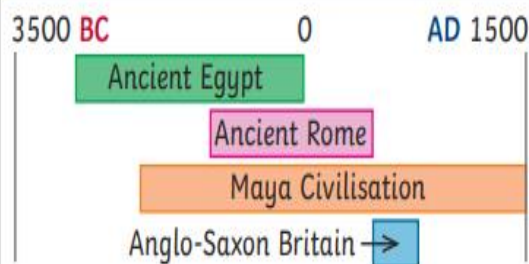 3500 BC 0 AD 1500
Ancient Egypt
Ancient Rome
Maya Civilisation
Anglo-Saxon Britain